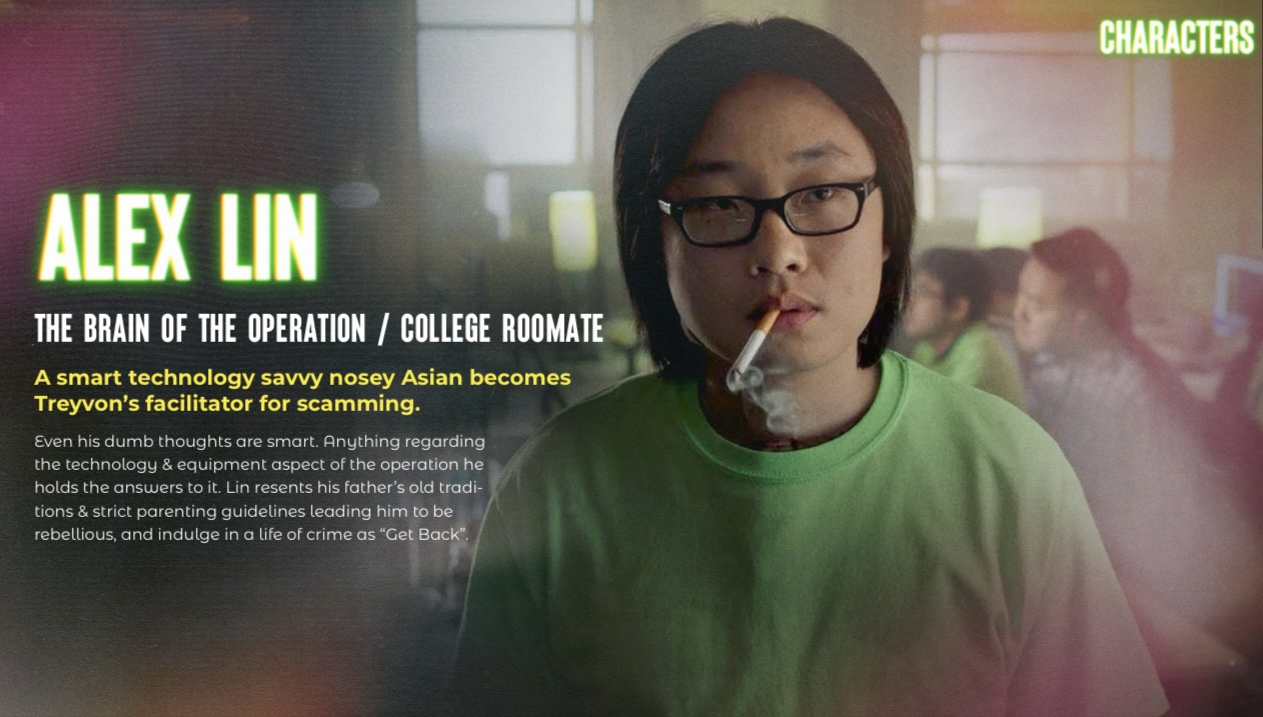 CHARACTERS
ALEX LIN
THE BRAIN OF THE OPERATION / COLLEGE ROOMATE
A smart technology savvy nosey Asian becomes
Treyvon's facilitator for scamming.
Even his dumb thoughts are smart. Anything regarding
the technology & equipment aspect of the operation he
holds the answers to it. Lin resents his father's old tradi-
tions & strict parenting guidelines leading him to be
rebellious, and indulge in a life of crime as “Get Back”.